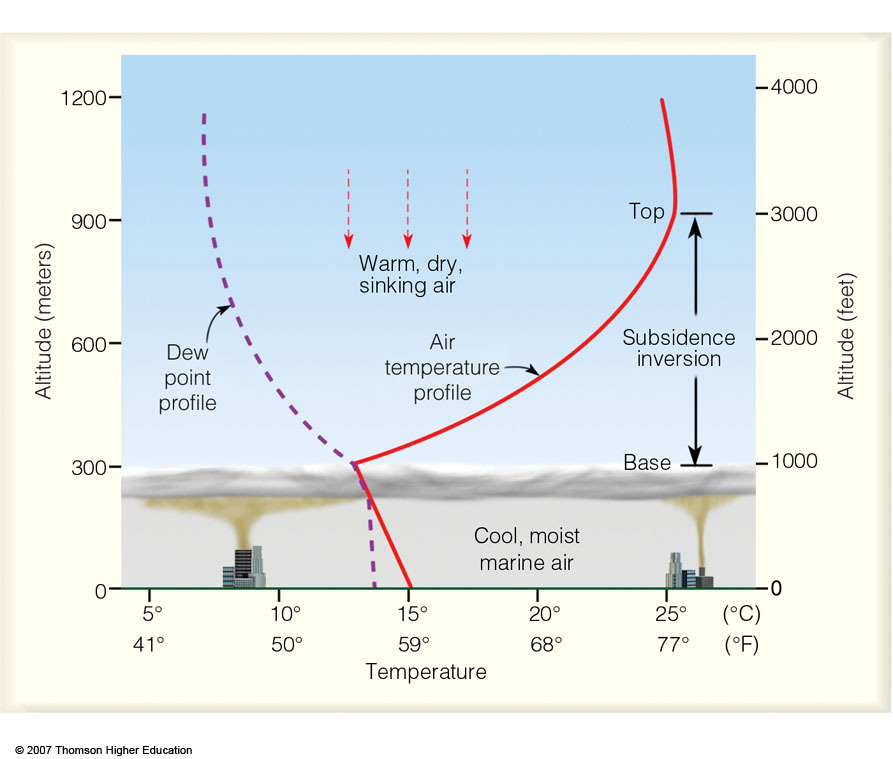 1200
900
600
300
0
Altitude (meters)
4000
3000
2000
1000
0
Altitude (feet)
Top
Warm, dry,
sinking air
Subsidence
inversion
Air
temperature
profile
Dew
point
profile
Base
Cool, moist
marine air
5° 10° 15° 20° 25° (°C)
41° 50° 59° 68° 77° (°F)
Temperature
© 2007 Thomson Higher Education